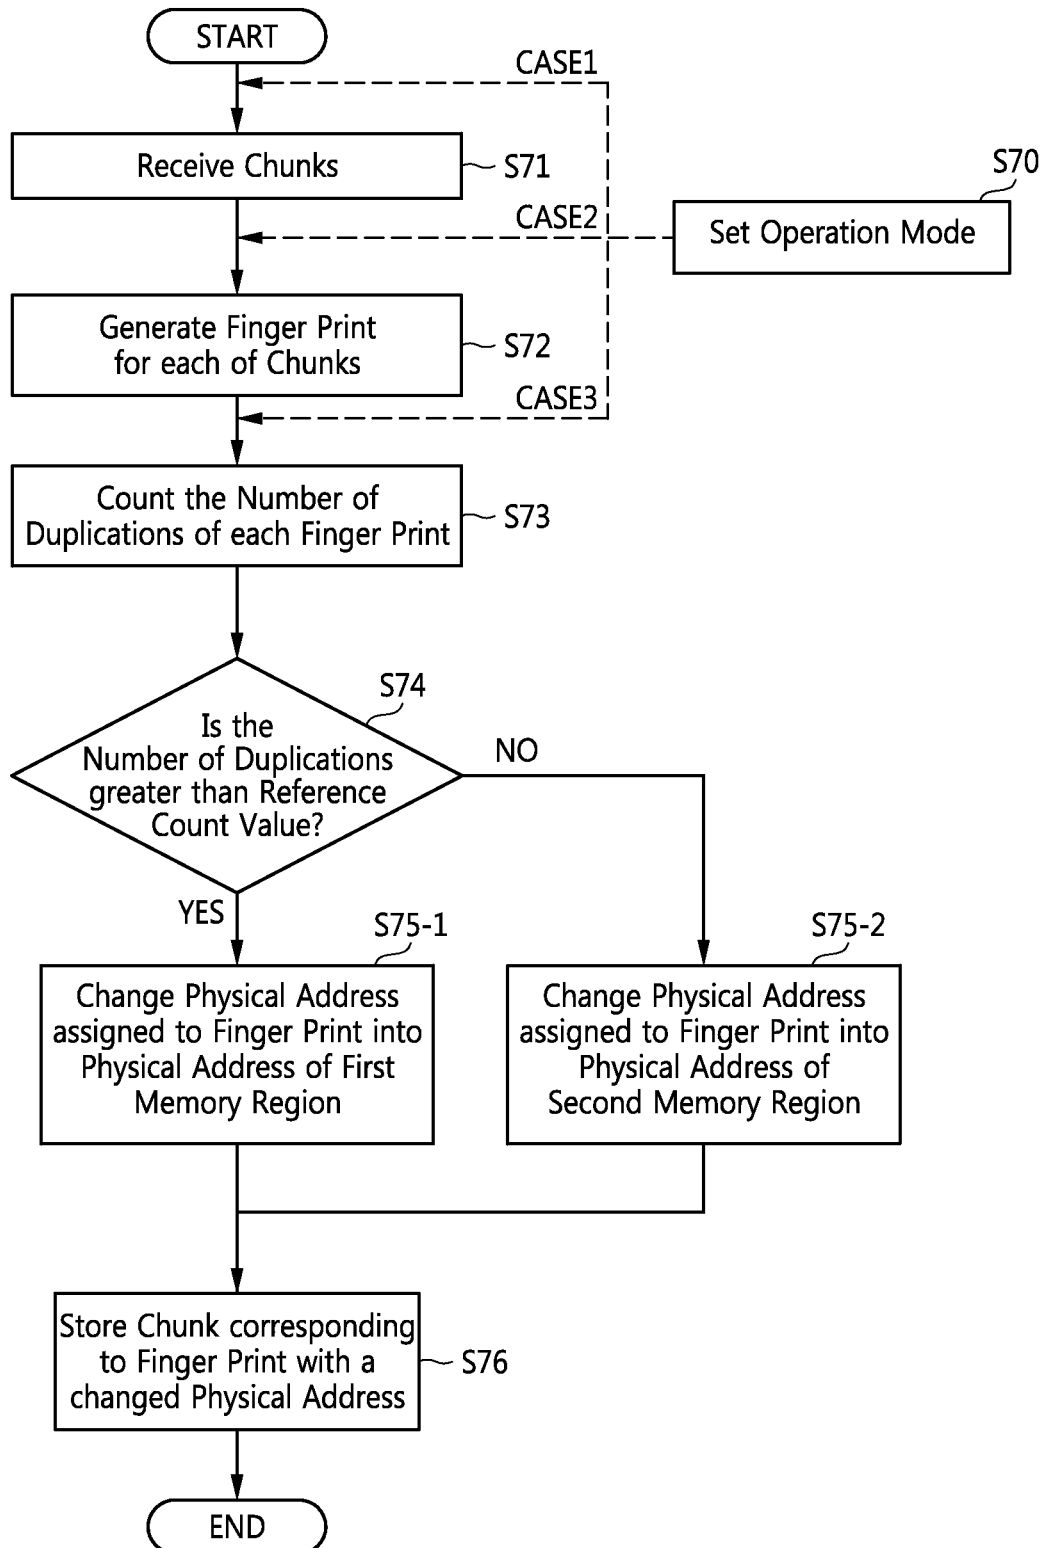 START
CASE1
Receive Chunks
S71
S70
CASE2
Set Operation Mode
Generate Finger Print
for each of Chunks
S72
CASE3
Count the Number of
Duplications of each Finger Print
S73
S74
Is the
Number of Duplications
greater than Reference
Count Value?
NO
YES
S75-1
S75-2
Change Physical Address
assigned to Finger Print into
Physical Address of First
Memory Region
Change Physical Address
assigned to Finger Print into
Physical Address of
Second Memory Region
Store Chunk corresponding
to Finger Print with a
changed Physical Address
S76
END